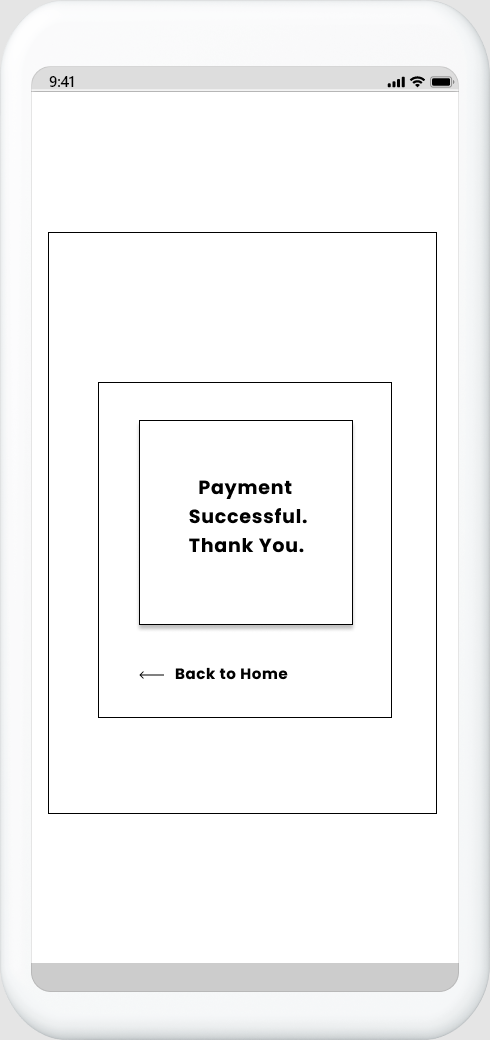 9:41
Payment
Successful.
Thank You.
Back to Home